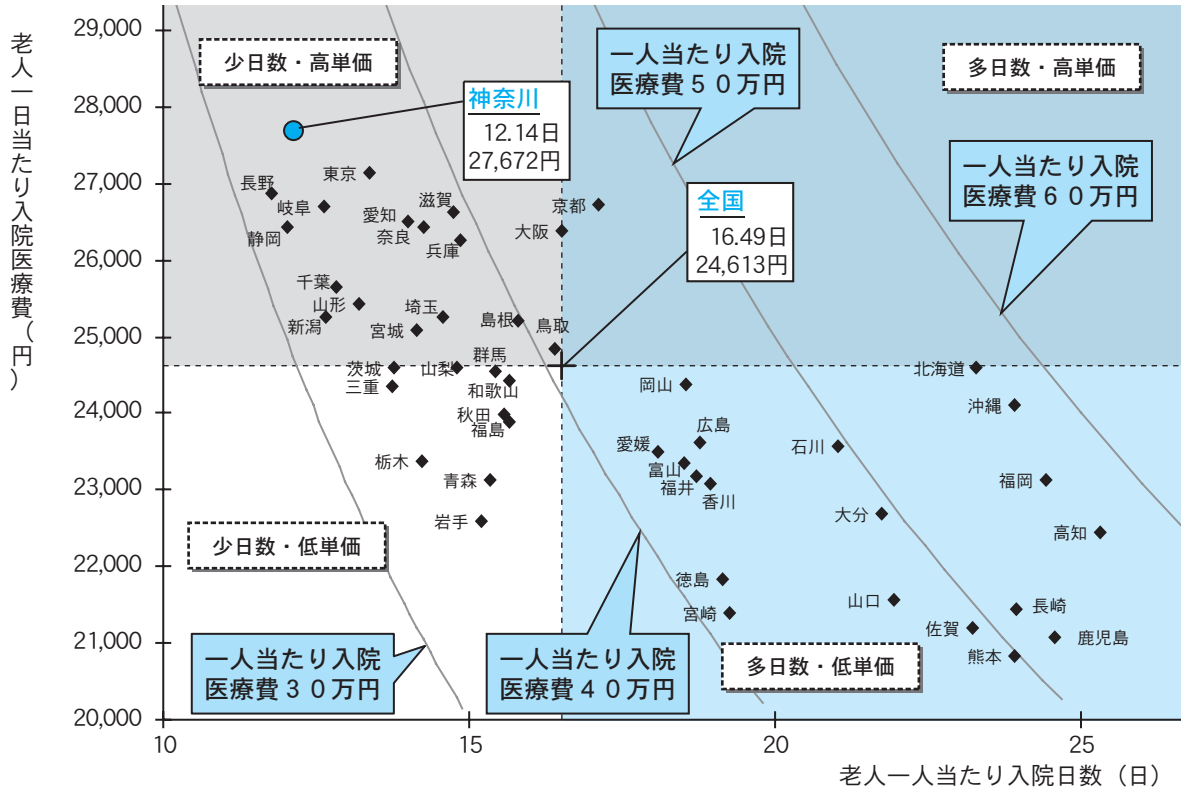 老人一日当たり入院医療費（円）
29,000
28,000
27,000
26,000
25,000
24,000
23,000
22,000
21,000
20,000
少日数・高単価
多日数・高単価
一人当たり入院
医療費５０万円
一人当たり入院
医療費６０万円
神奈川
12.14日
27,672円
全国
16.49日
24,613円
長野
東京
岐阜
静岡
愛知
奈良
滋賀
兵庫
京都
大阪
千葉
山形
新潟
埼玉
宮城
島根
鳥取
茨城
三重
山梨
群馬
和歌山
秋田
福島
栃木
青森
岩手
岡山
北海道
沖縄
広島
愛媛
富山
福井
香川
石川
福岡
大分
高知
徳島
宮崎
山口
長崎
佐賀
鹿児島
熊本
少日数・低単価
多日数・低単価
一人当たり入院
医療費３０万円
一人当たり入院
医療費４０万円
10
15
20
25
老人一人当たり入院日数（日）